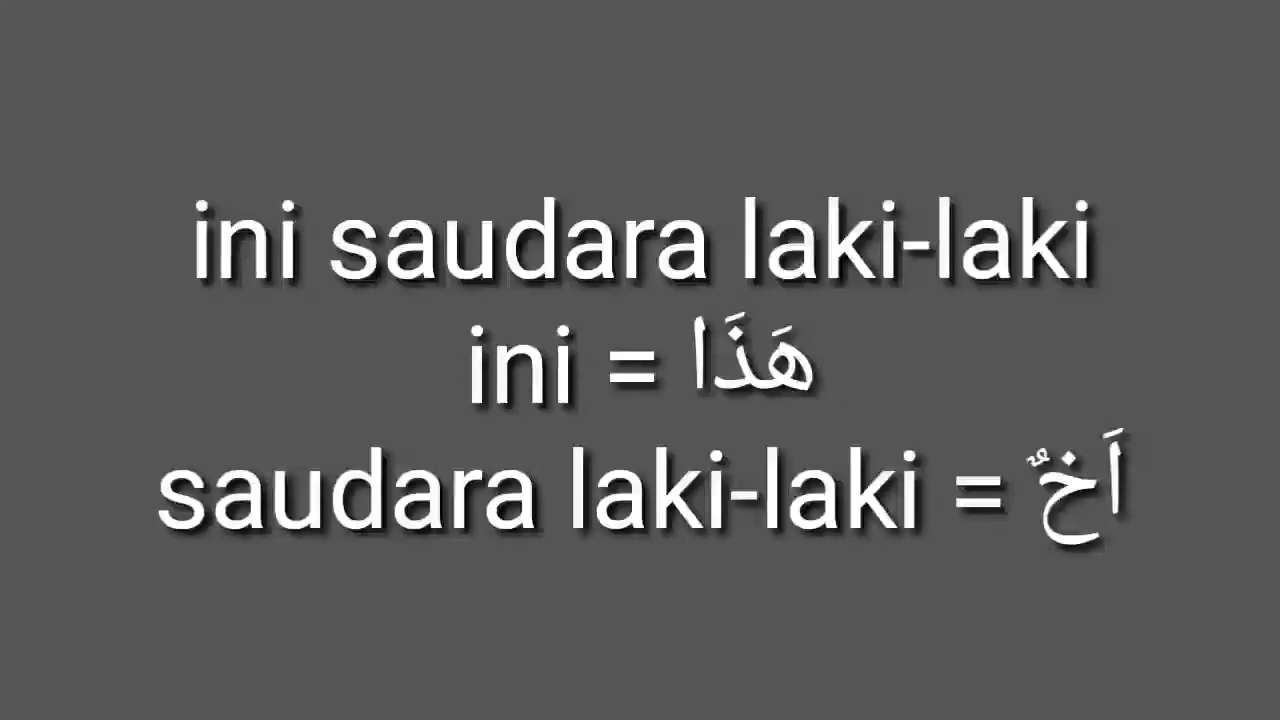 ini saudara laki-laki
ini = هَذَا
saudara laki-laki = اَخٌ